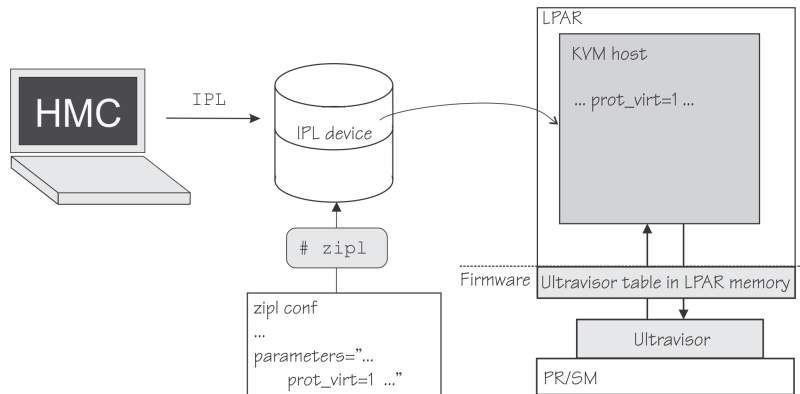 LPAR
KVM host
... prot_virt=1 ...
HMC
IPL
IPL device
# zipl
Firmware
Ultravisor table in LPAR memory
zipl conf
...
parameters=”...
prot_virt=1 ...”
Ultravisor
PR/SM